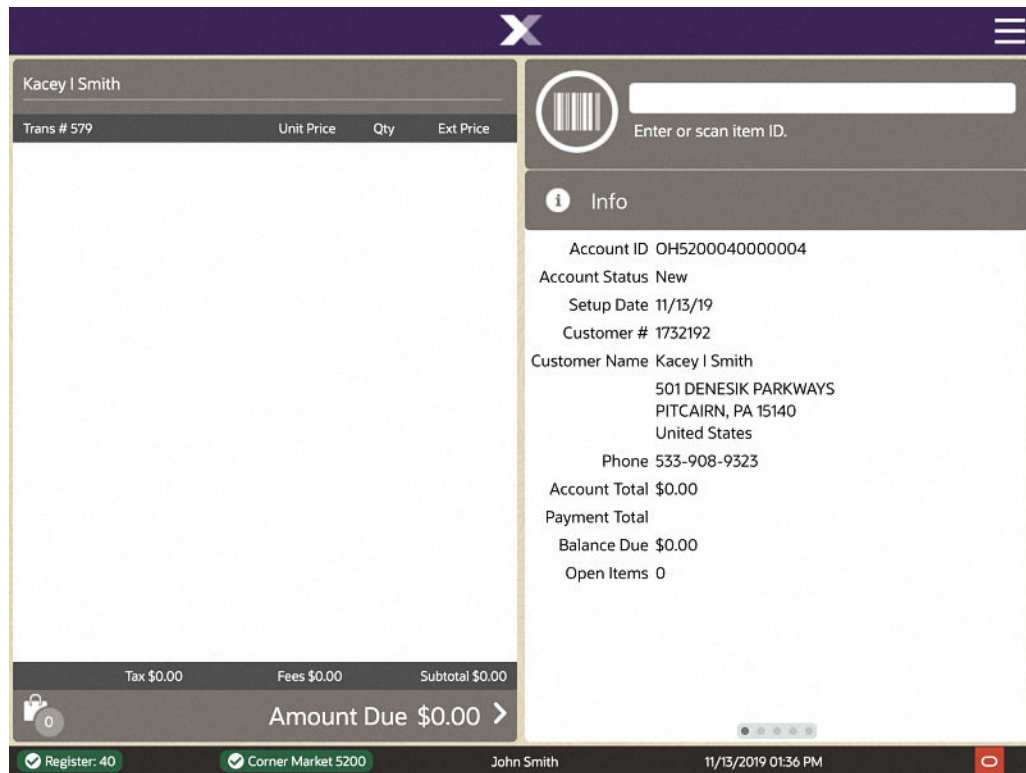 Kacey I Smith
Trans # 579 Unit Price Qty Ext Price
Tax $0.00 Fees $0.00 Subtotal $0.00
0 Amount Due $0.00
Enter or scan item ID.
Info
Account ID OH5200040000004
Account Status New
Setup Date 11/13/19
Customer # 1732192
Customer Name Kacey I Smith
501 DENESIK PARKWAYS
PITCAIRN, PA 15140
United States
Phone 533-908-9323
Account Total $0.00
Payment Total
Balance Due $0.00
Open Items 0
Register: 40 Corner Market 5200 John Smith 11/13/2019 01:36 PM